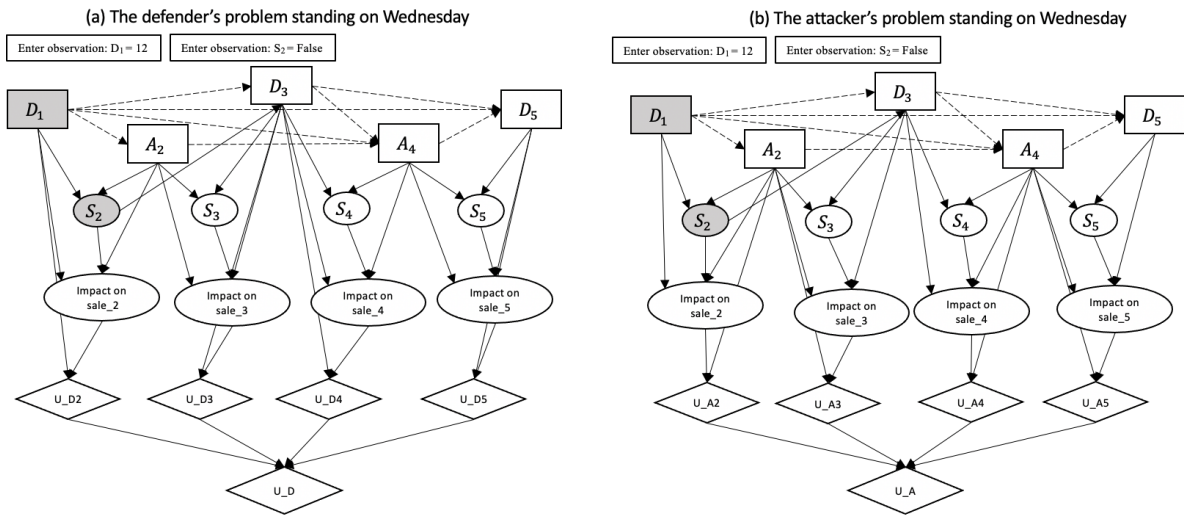 (a) The defender's problem standing on Wednesday
Enter observation: D₁ = 12
Enter observation: S₂ = False
D₃
D₁
D₅
A₂
A₄
S₂
S₃
S₄
S₅
Impact on
sale_2
Impact on
sale_3
Impact on
sale_4
Impact on
sale_5
U_D2
U_D3
U_D4
U_D5
U_D
(b) The attacker's problem standing on Wednesday
Enter observation: D₁ = 12
Enter observation: S₂ = False
D₃
D₁
D₅
A₂
A₄
S₂
S₃
S₄
S₅
Impact on
sale_2
Impact on
sale_3
Impact on
sale_4
Impact on
sale_5
U_A2
U_A3
U_A4
U_A5
U_A